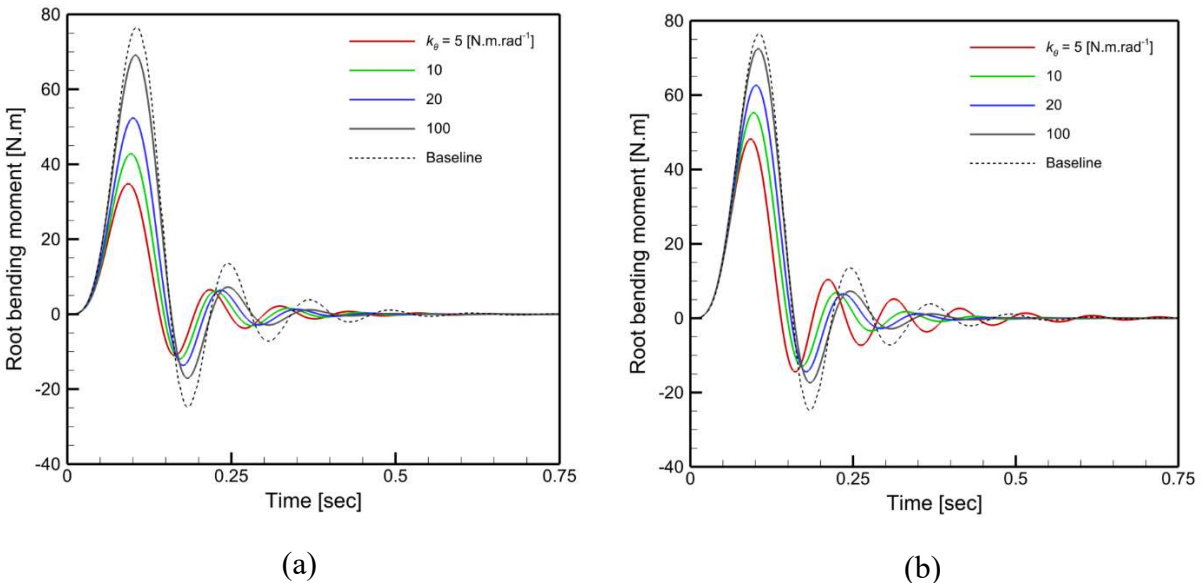 80
60
40
20
0
-20
-40
Root bending moment [N.m]
kθ = 5 [N.m.rad⁻¹]
10
20
100
Baseline
0
0.25
0.5
0.75
Time [sec]
(a)
80
60
40
20
0
-20
-40
Root bending moment [N.m]
kθ = 5 [N.m.rad⁻¹]
10
20
100
Baseline
0
0.25
0.5
0.75
Time [sec]
(b)